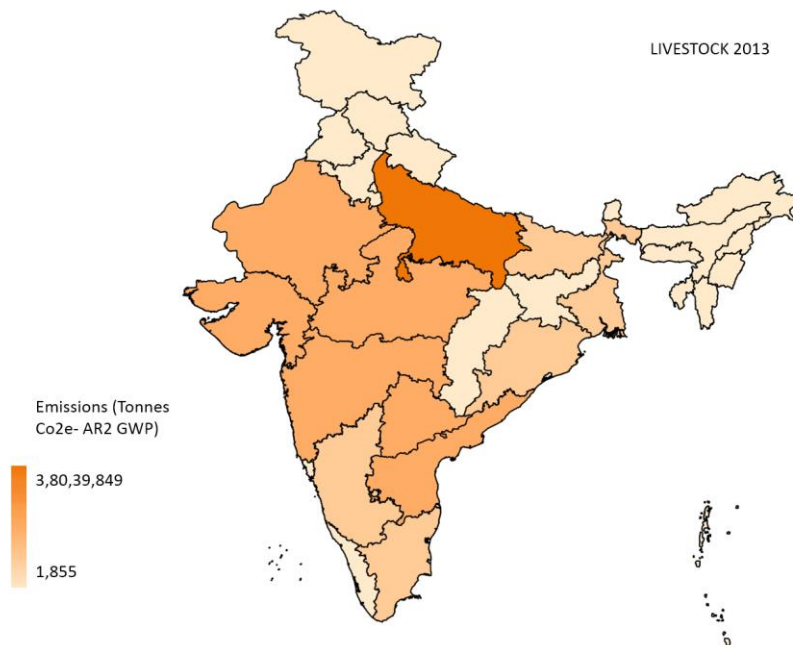 LIVESTOCK 2013
Emissions (Tonnes
Co2e- AR2 GWP)
3,80,39,849
1,855